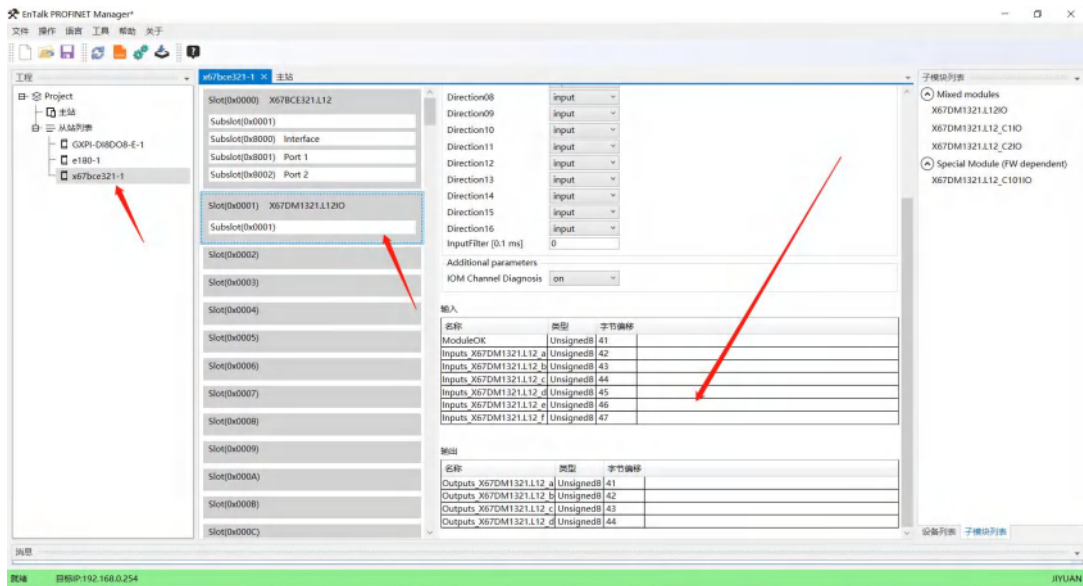 EnTalk PROFINET Manager*
文件 操作 语言 工具 帮助 关于
工程
Project
主站
从站列表
GXPI-DI8DO8-E-1
e180-1
x67bce321-1
x67bce321-1 × 主站
Slot(0x0000) X67BCE321.L12
Subslot(0x0001)
Subslot(0x8000) Interface
Subslot(0x8001) Port 1
Subslot(0x8002) Port 2
Slot(0x0001) X67DM1321.L12IO
Subslot(0x0001)
Slot(0x0002)
Slot(0x0003)
Slot(0x0004)
Slot(0x0005)
Slot(0x0006)
Slot(0x0007)
Slot(0x0008)
Slot(0x0009)
Slot(0x000A)
Slot(0x000B)
Slot(0x000C)
Direction08 input
Direction09 input
Direction10 input
Direction11 input
Direction12 input
Direction13 input
Direction14 input
Direction15 input
Direction16 input
InputFilter [0.1 ms] 0
Additional parameters
IOM Channel Diagnosis on
输入
名称 类型 字节偏移
ModuleOK Unsigned8 41
Inputs_X67DM1321.L12_a Unsigned8 42
Inputs_X67DM1321.L12_b Unsigned8 43
Inputs_X67DM1321.L12_c Unsigned8 44
Inputs_X67DM1321.L12_d Unsigned8 45
Inputs_X67DM1321.L12_e Unsigned8 46
Inputs_X67DM1321.L12_f Unsigned8 47
输出
名称 类型 字节偏移
Outputs_X67DM1321.L12_a Unsigned8 41
Outputs_X67DM1321.L12_b Unsigned8 42
Outputs_X67DM1321.L12_c Unsigned8 43
Outputs_X67DM1321.L12_d Unsigned8 44
子模块列表
Mixed modules
X67DM1321.L12IO
X67DM1321.L12_C1IO
X67DM1321.L12_C2IO
Special Module (FW dependent)
X67DM1321.L12_C101IO
设备列表 子模块列表
消息
就绪 目标IP:192.168.0.254 JIYUAN